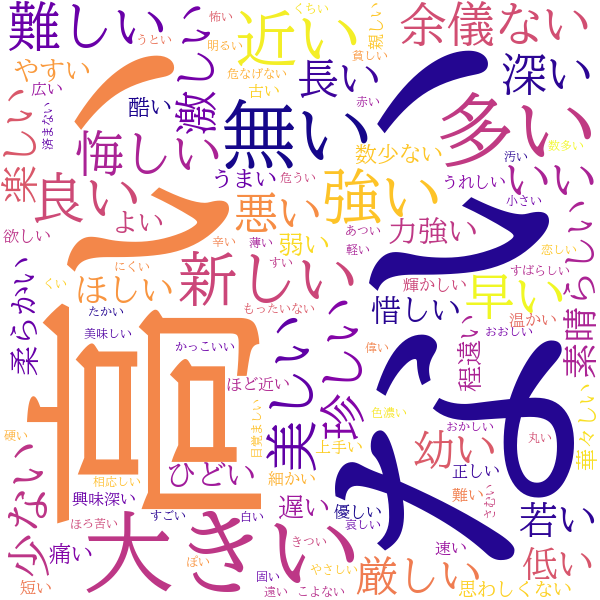 難しい
うとい
怖い
くちい
近い
明るい
親しい
余儀ない
やすい
激しい
危なげない
貧しい
広い
酷い
古い
長い
深い
済まない
赤い
楽しい
悔しい
無い
多い
数少ない
汚い
数多い
良い
うまい
危うい
うれしい
いい
よい
悪い
強い
小さい
欲しい
辛い
薄い
弱い
あつい
力強い
軽い
恋しい
柔らかい
くい
にくい
ほしい
新しい
すい
輝かしい
早い
すばらしい
素晴らしい
たかい
もったいない
惜しい
温かい
おおしい
美味しい
かっこいい
美しい
珍しい
偉い
程遠い
高い
ほど近い
ない
色濃い
華々しい
目覚ましい
上手い
幼い
おかしい
丸い
硬い
少ない
相応しい
ひどい
細かい
正しい
興味深い
難い
さむい
大きい
ほろ苦い
すごい
白い
遅い
優しい
哀しい
若い
痛い
ぽい
きつい
速い
短い
固い
やさしい
遠い
こよない
厳しい
思わしくない
低い